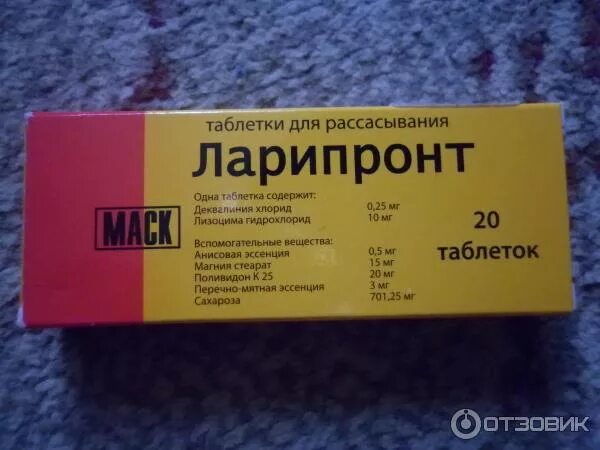 таблетки для рассасывания
Ларипронт
Одна таблетка содержит:
Деквалиния хлорид 0,25 мг
Лизоцима гидрохлорид 10 мг
Вспомогательные вещества:
Анисовая эссенция 0,5 мг
Магния стеарат 15 мг
Поливидон К 25 20 мг
Перечно-мятная эссенция 3 мг
Сахароза 701,25 мг
MACK
20
таблеток
ОТЗОВИК